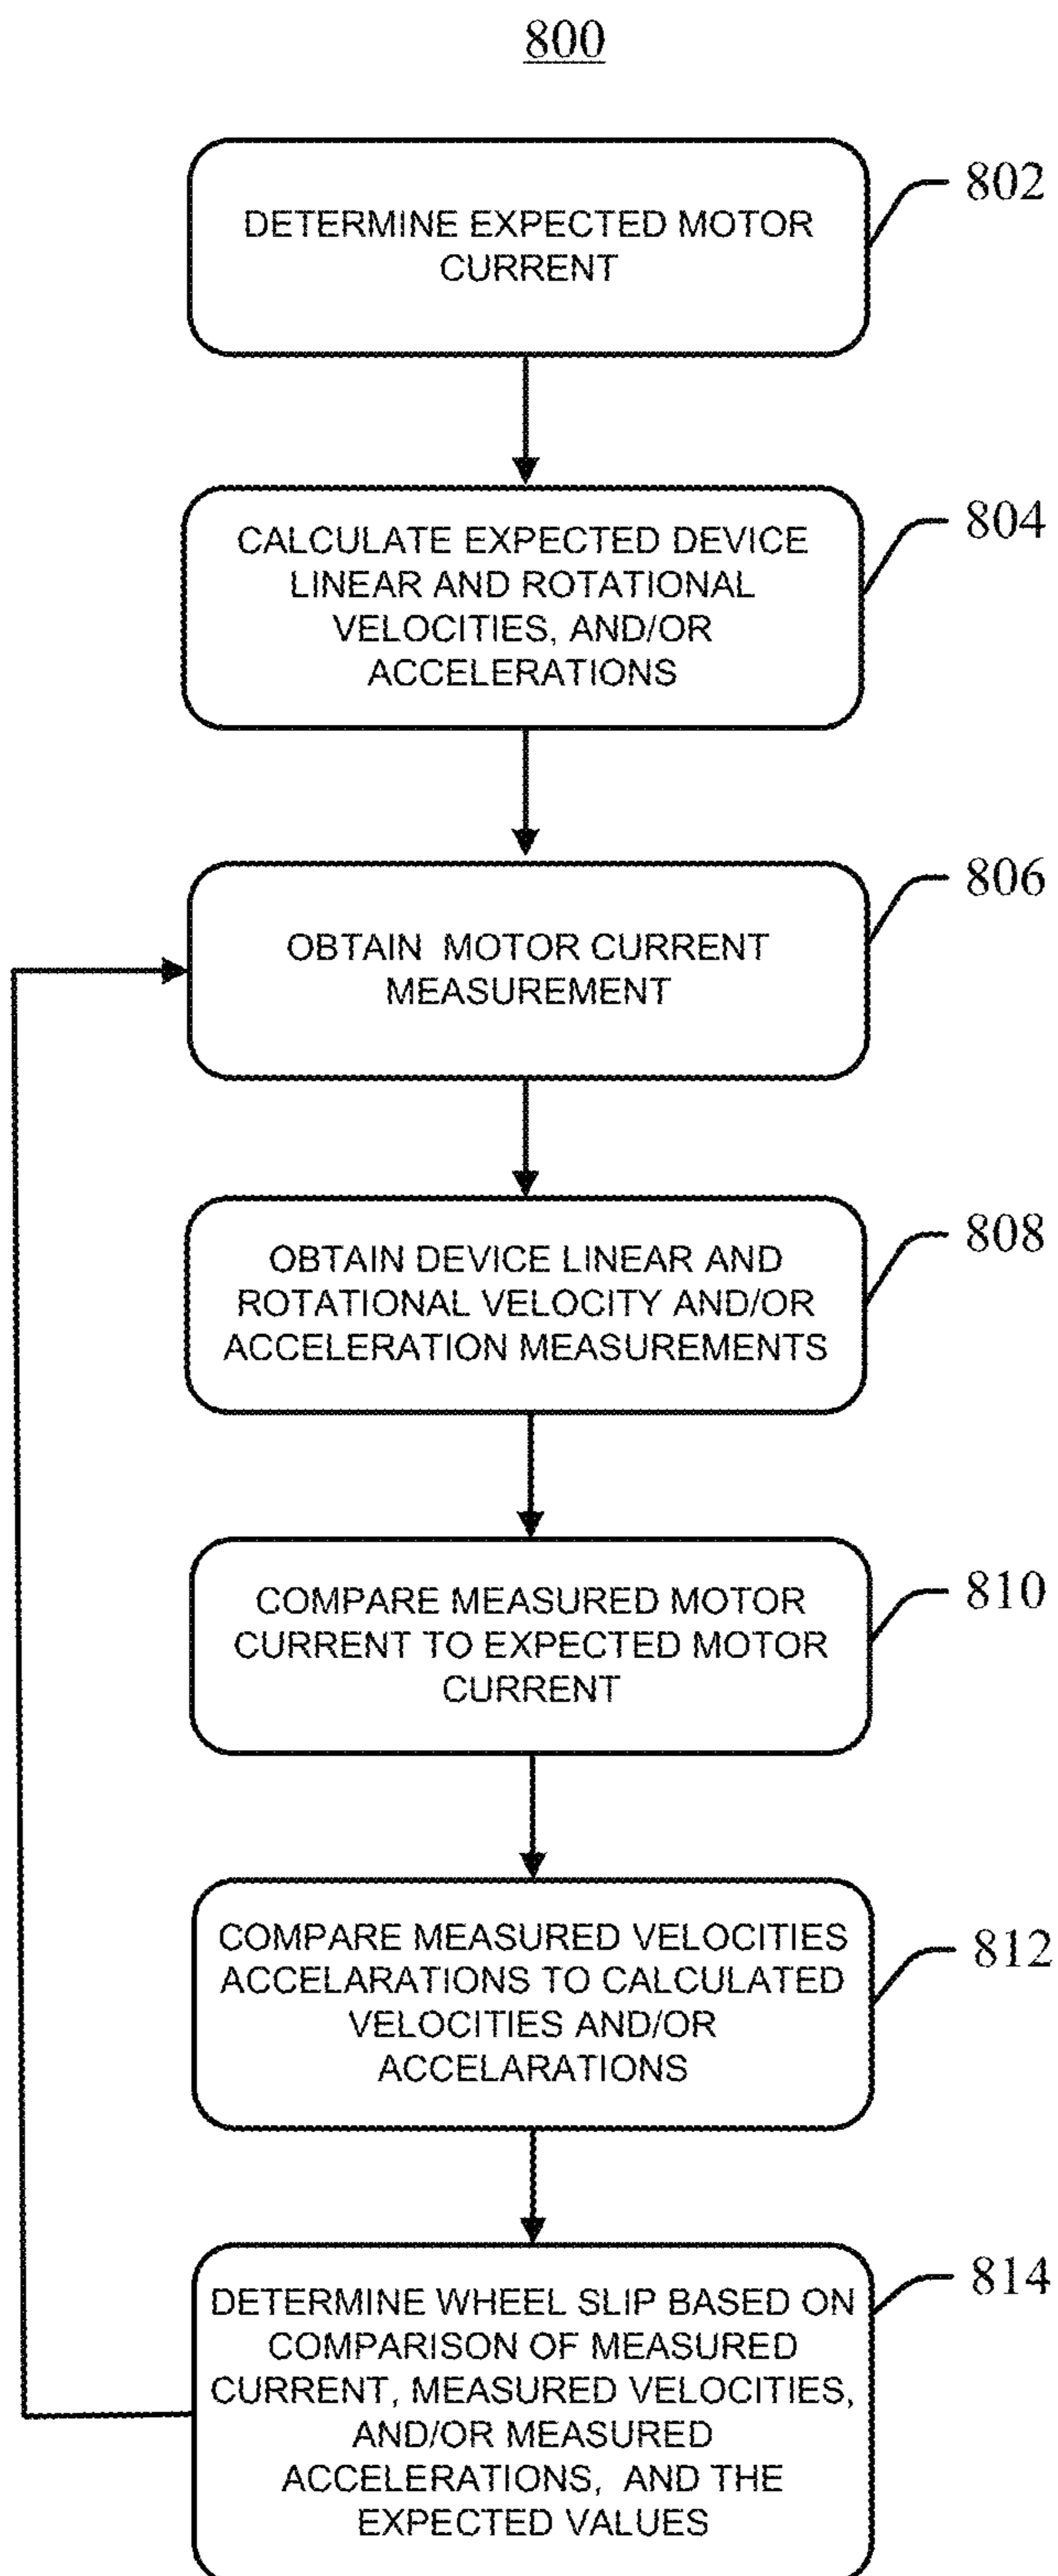 800
DETERMINE EXPECTED MOTOR
CURRENT
802
CALCULATE EXPECTED DEVICE
LINEAR AND ROTATIONAL
VELOCITIES, AND/OR
ACCELERATIONS
804
OBTAIN MOTOR CURRENT
MEASUREMENT
806
OBTAIN DEVICE LINEAR AND
ROTATIONAL VELOCITY AND/OR
ACCELERATION MEASUREMENTS
808
COMPARE MEASURED MOTOR
CURRENT TO EXPECTED MOTOR
CURRENT
810
COMPARE MEASURED VELOCITIES
ACCELARATIONS TO CALCULATED
VELOCITIES AND/OR
ACCELARATIONS
812
DETERMINE WHEEL SLIP BASED ON
COMPARISON OF MEASURED
CURRENT, MEASURED VELOCITIES,
AND/OR MEASURED
ACCELERATIONS, AND THE
EXPECTED VALUES
814